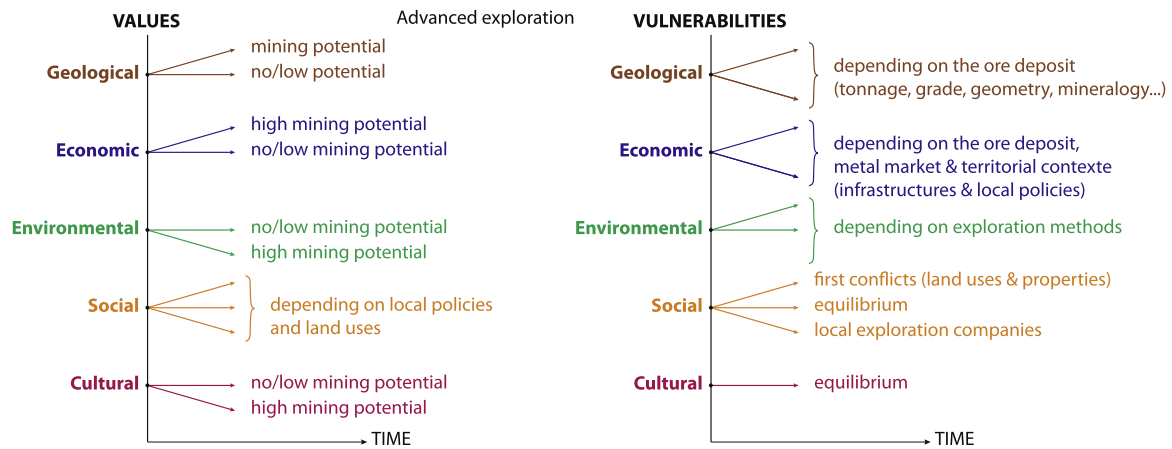 Advanced exploration
VALUES
Geological
mining potential
no/low potential
Economic
high mining potential
no/low mining potential
Environmental
no/low mining potential
high mining potential
Social
depending on local policies
and land uses
Cultural
no/low mining potential
high mining potential
TIME
VULNERABILITIES
Geological
depending on the ore deposit
(tonnage, grade, geometry, mineralogy...)
Economic
depending on the ore deposit,
metal market & territorial contexte
(infrastructures & local policies)
Environmental
depending on exploration methods
Social
first conflicts (land uses & properties)
equilibrium
local exploration companies
Cultural
equilibrium
TIME